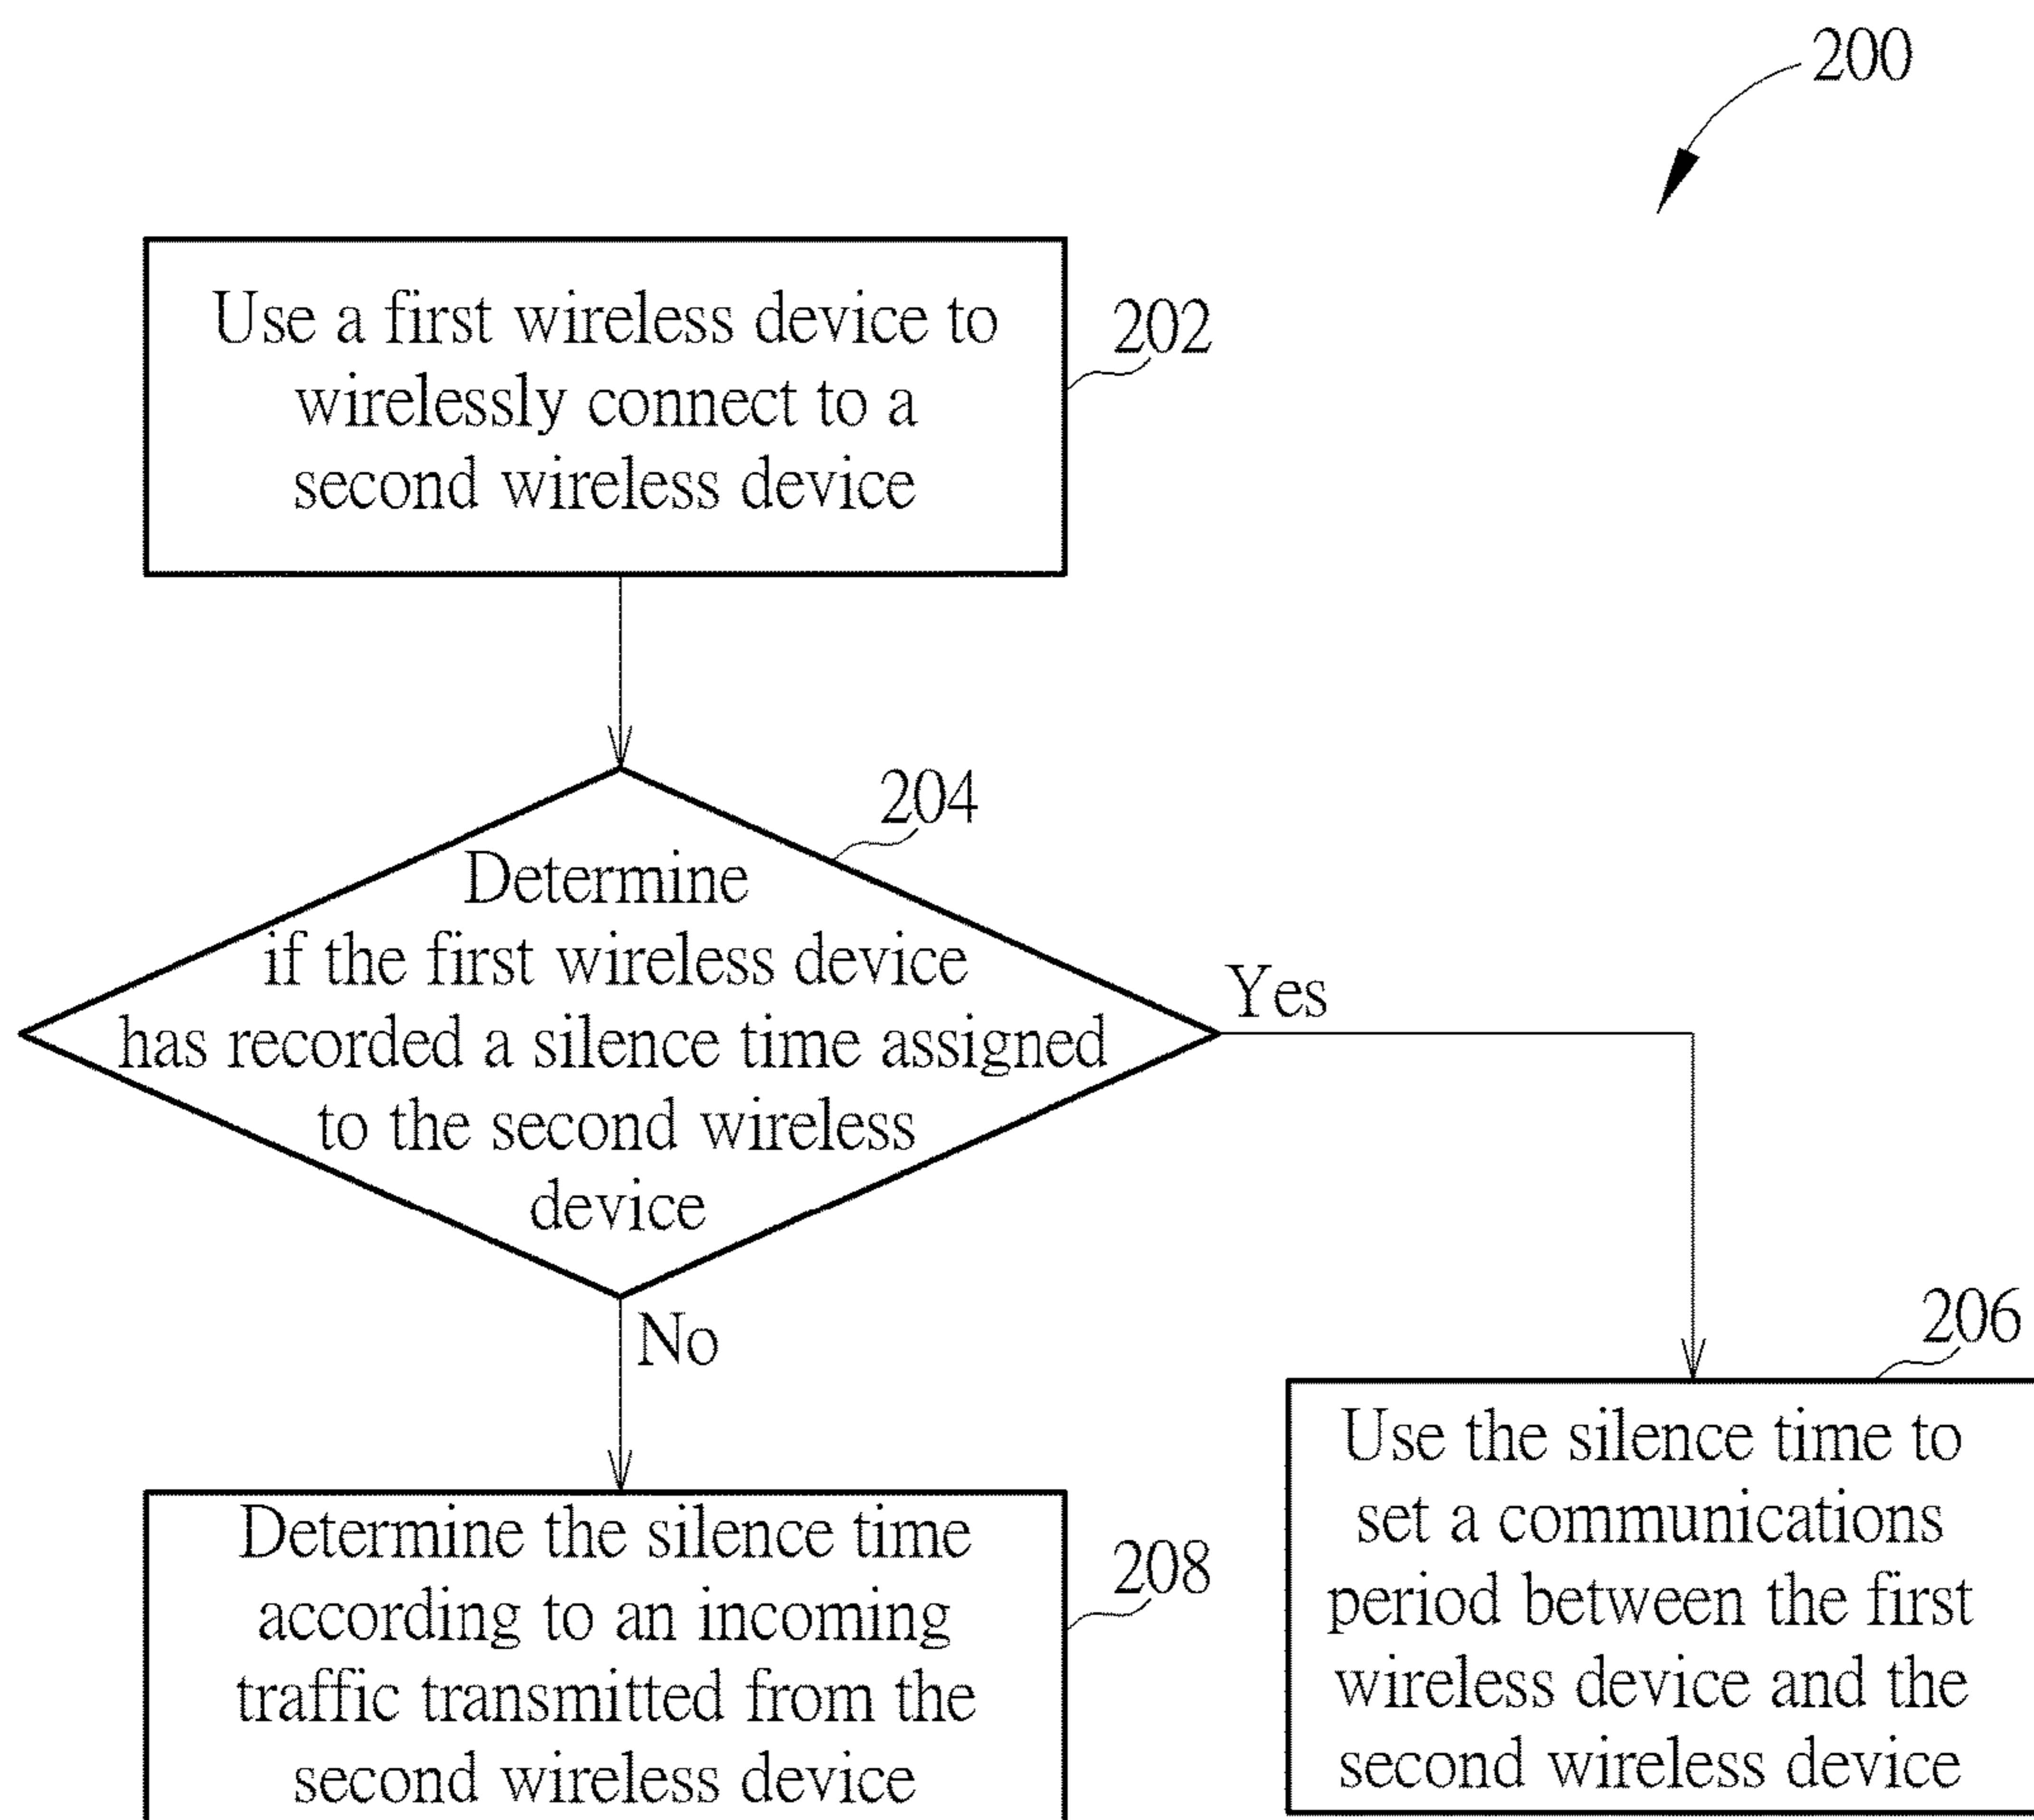 200
Use a first wireless device to
wirelessly connect to a
second wireless device
202
204
Determine
if the first wireless device
has recorded a silence time assigned
to the second wireless
device
Yes
No
206
Use the silence time to
set a communications
period between the first
wireless device and the
second wireless device
Determine the silence time
according to an incoming
traffic transmitted from the
second wireless device
208